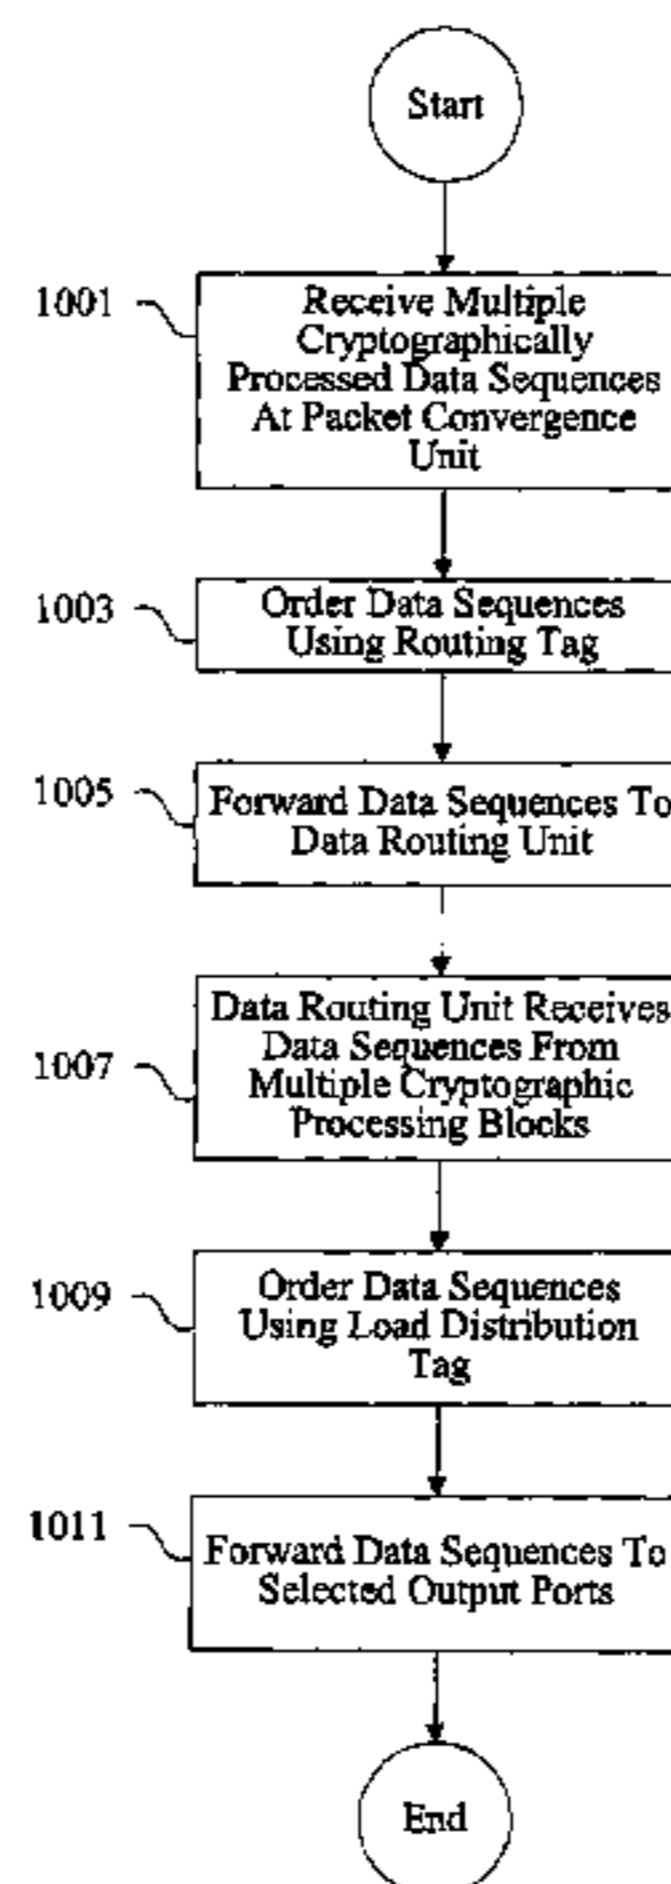 Start
1001
Receive Multiple
Cryptographically
Processed Data Sequences
At Packet Convergence
Unit
1003
Order Data Sequences
Using Routing Tag
1005
Forward Data Sequences To
Data Routing Unit
1007
Data Routing Unit Receives
Data Sequences From
Multiple Cryptographic
Processing Blocks
1009
Order Data Sequences
Using Load Distribution
Tag
1011
Forward Data Sequences To
Selected Output Ports
End